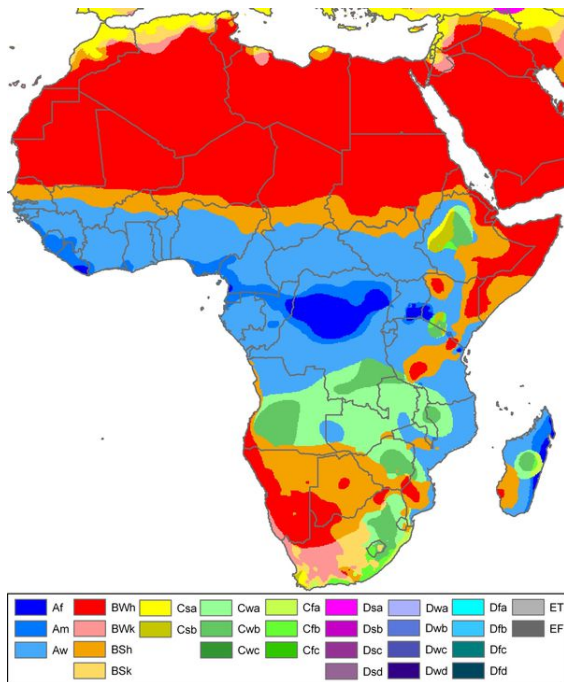 Af BWh Csa Cwa Cfa Dsa Dwa Dfa ET
Am BWk Csb Cwb Cfb Dsb Dwb Dfb EF
Aw BSh Cwc Cfc Dsc Dwc Dfc
BSk Dsd Dwd Dfd